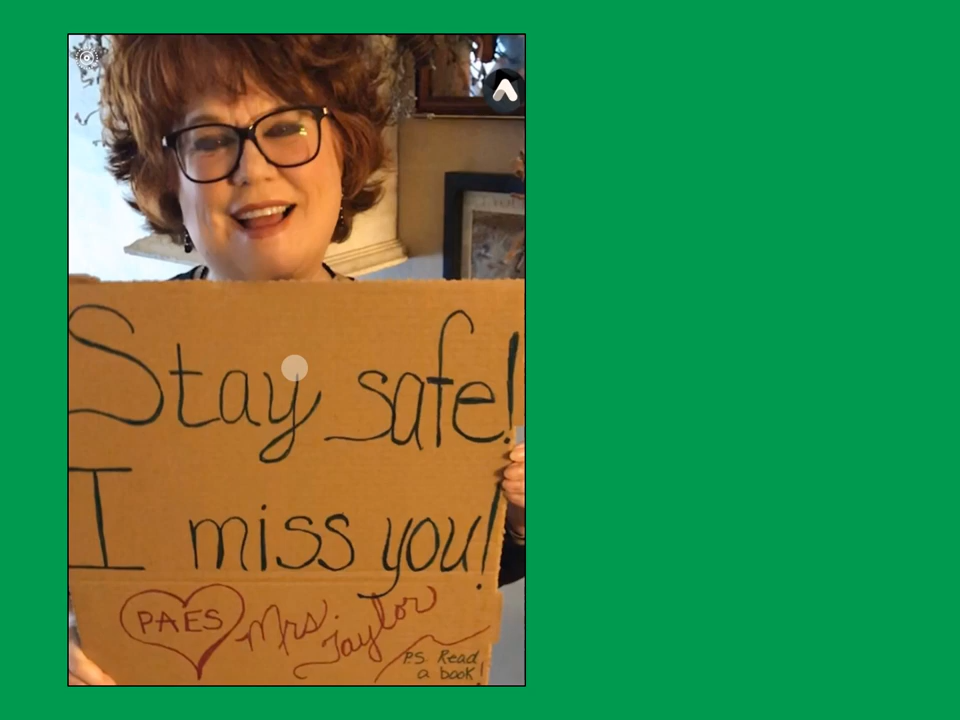 Stay safe!
I miss you!
PAES Mrs. Taylor
P.S. Read
a book!